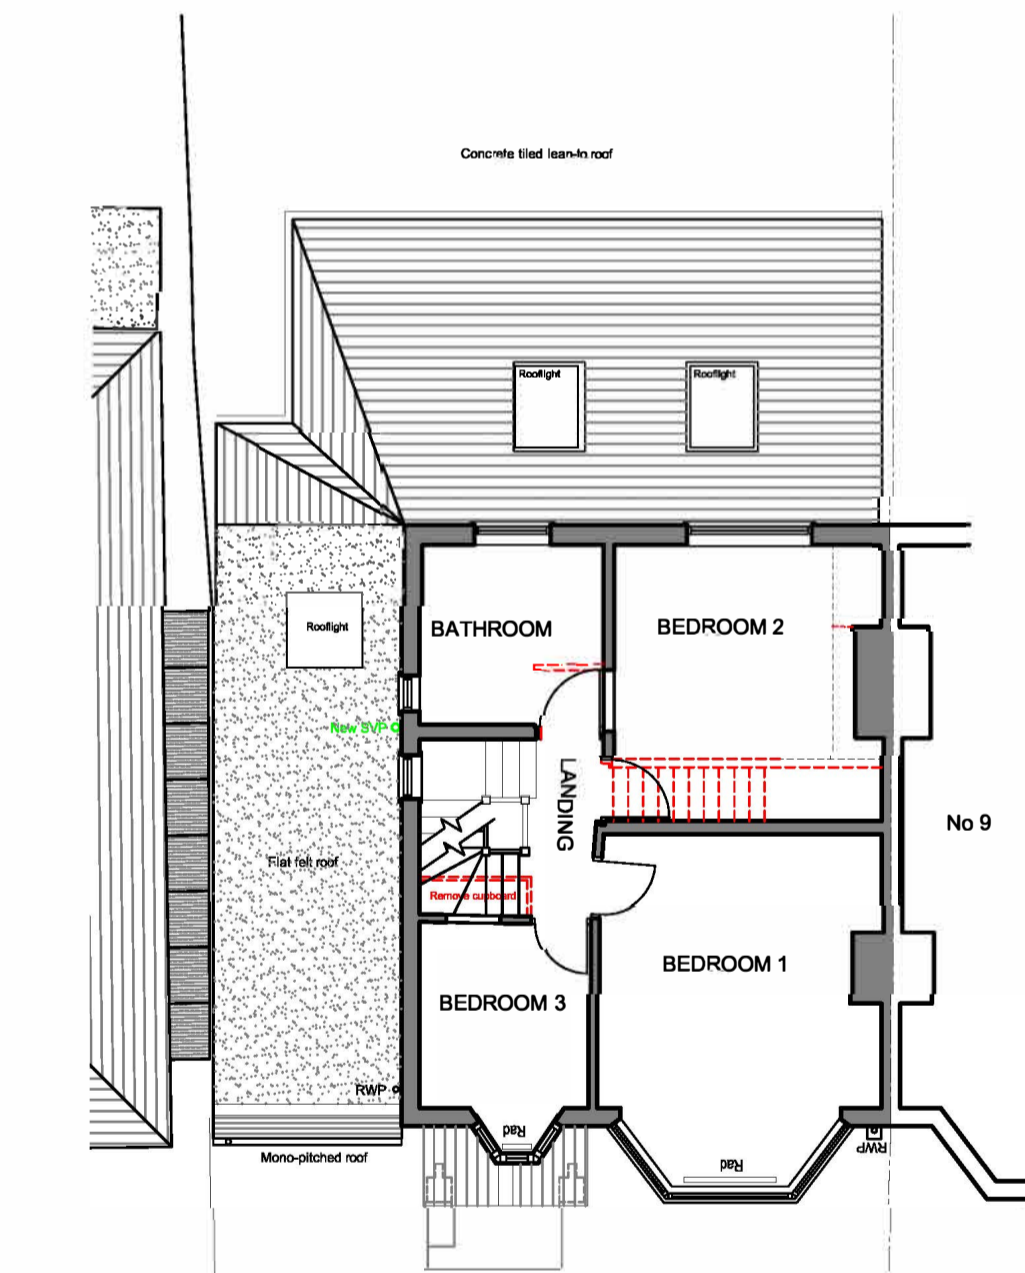 Concrete tiled lean-to roof
Rooflight
Rooflight
Rooflight
BATHROOM
BEDROOM 2
New SVP
LANDING
No 9
Flat felt roof
Remove cupboard
BEDROOM 1
BEDROOM 3
RWP
Rad
RWP
Mono-pitched roof
Rad